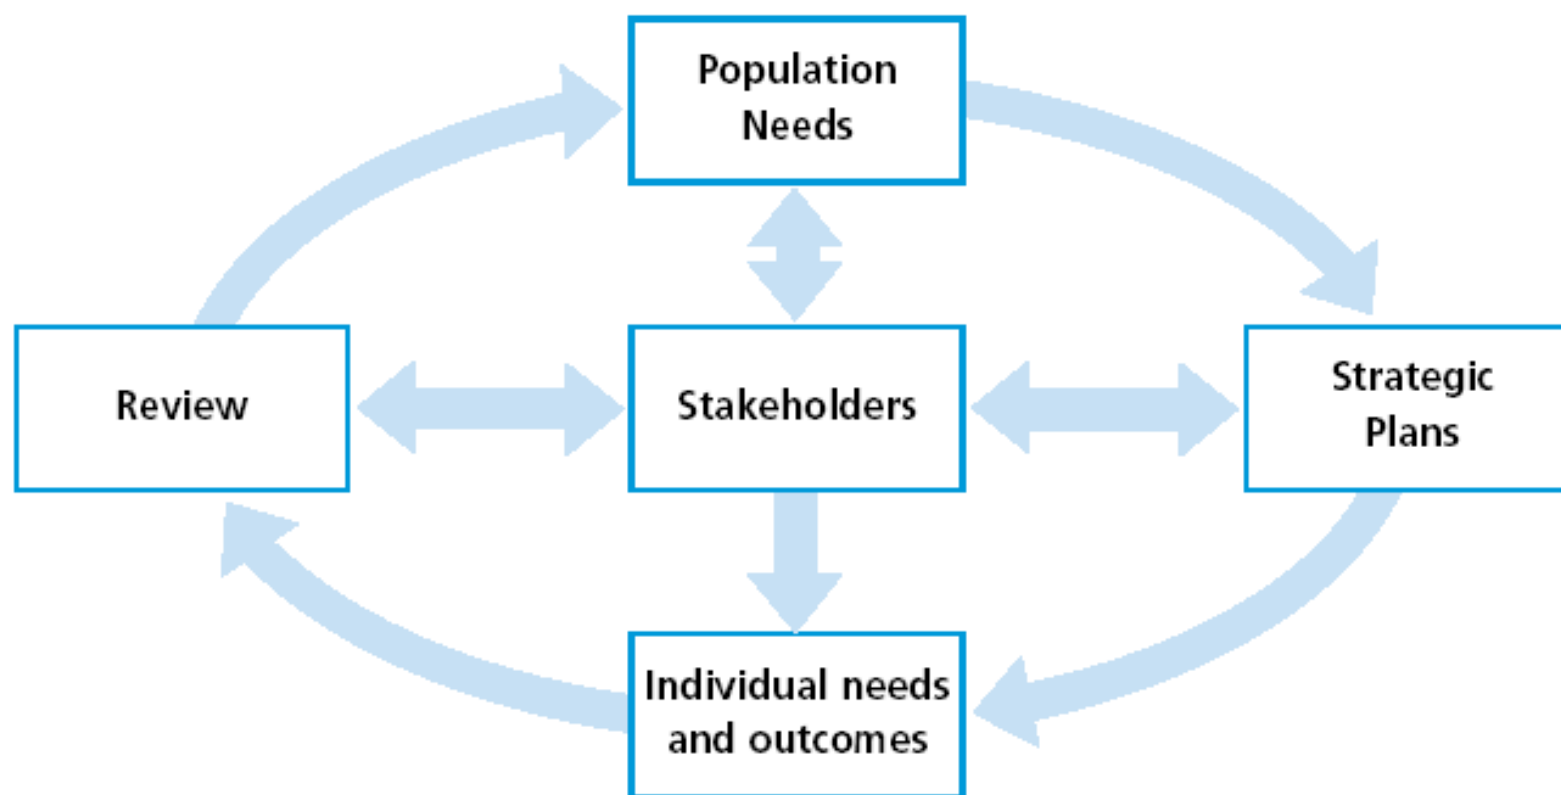 Population
Needs
Review
Stakeholders
Strategic
Plans
Individual needs
and outcomes